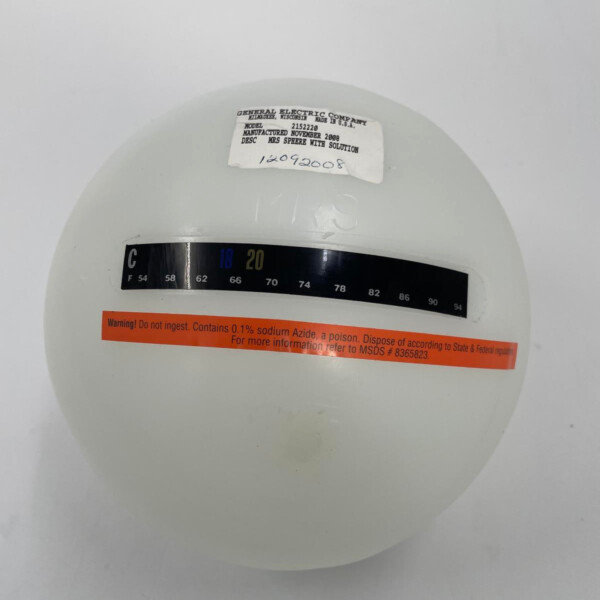 GENERAL ELECTRIC COMPANY
MILWAUKEE, WISCONSIN MADE IN U.S.A.
MODEL 2152220
MANUFACTURED NOVEMBER 2008
DESC MRS SPHERE WITH SOLUTION
12092008
MRS
C 18 20
F 54 58 62 66 70 74 78 82 86 90 94
Warning! Do not ingest. Contains 0.1% sodium Azide, a poison. Dispose of according to State & Federal
For more information refer to MSDS # 8365823